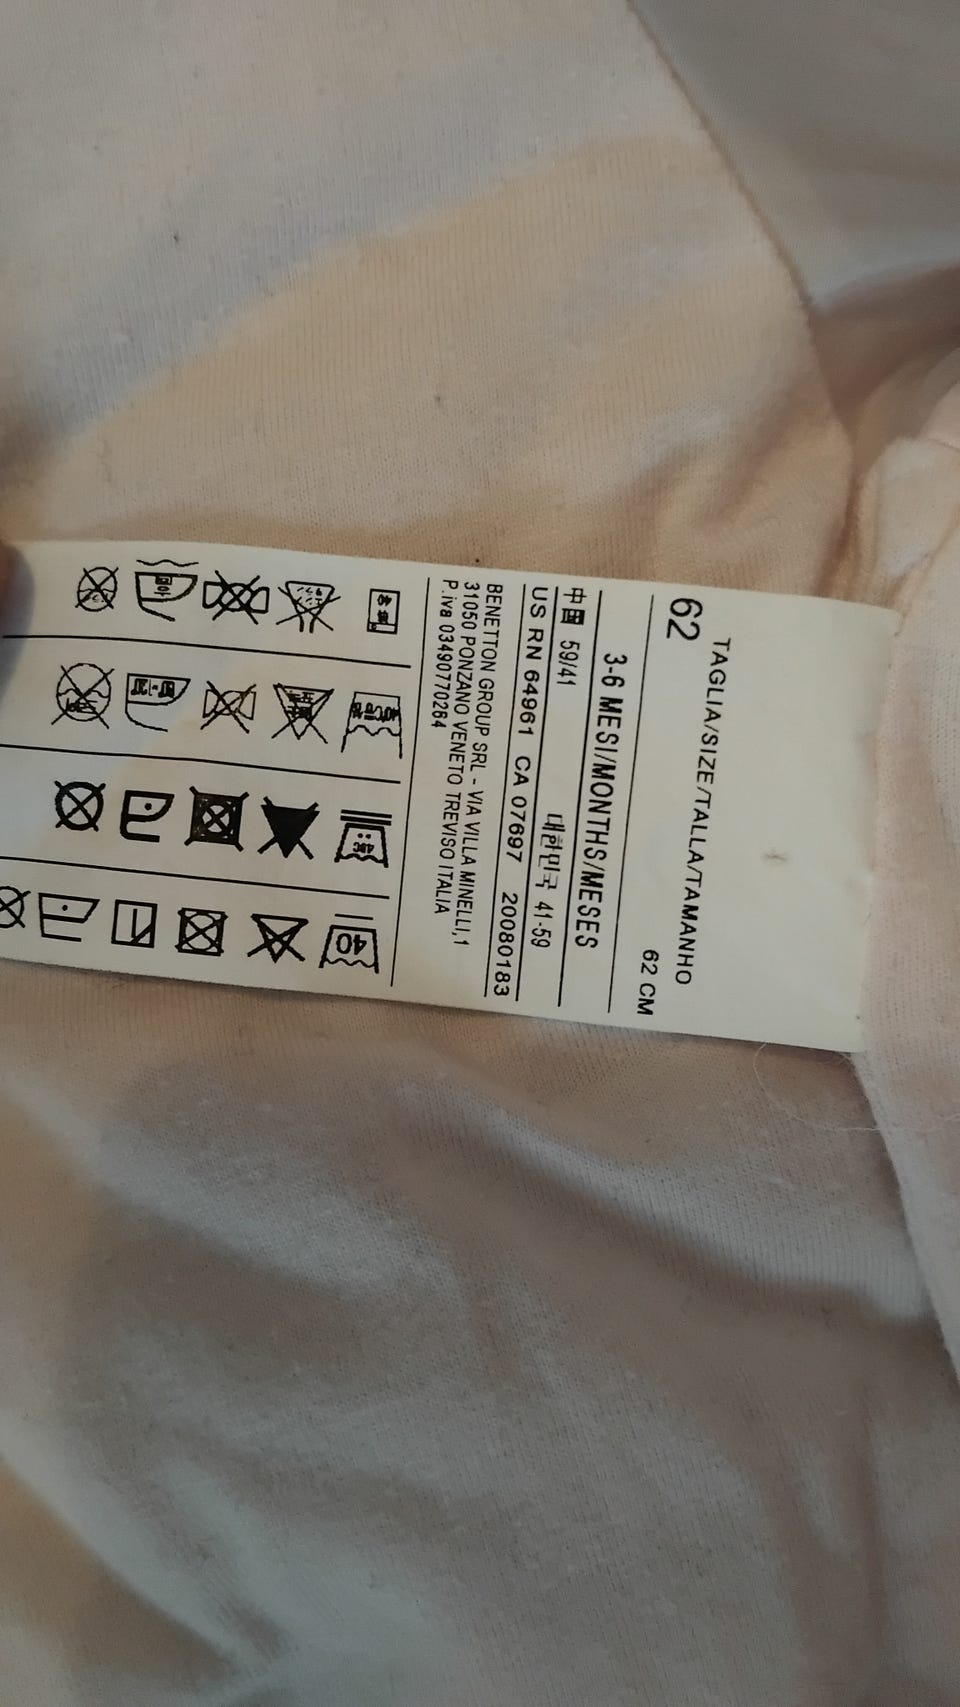 TAGLIA/SIZE/TALLA/TAMANHO
62 62 CM
3-6 MESI/MONTHS/MESES
中国 59/41 대한민국 41-59
US RN 64961 CA 07697 20080183
BENETTON GROUP SRL - VIA VILLA MINELLI,1
31050 PONZANO VENETO TREVISO ITALIA
P.iva 03490770264
40